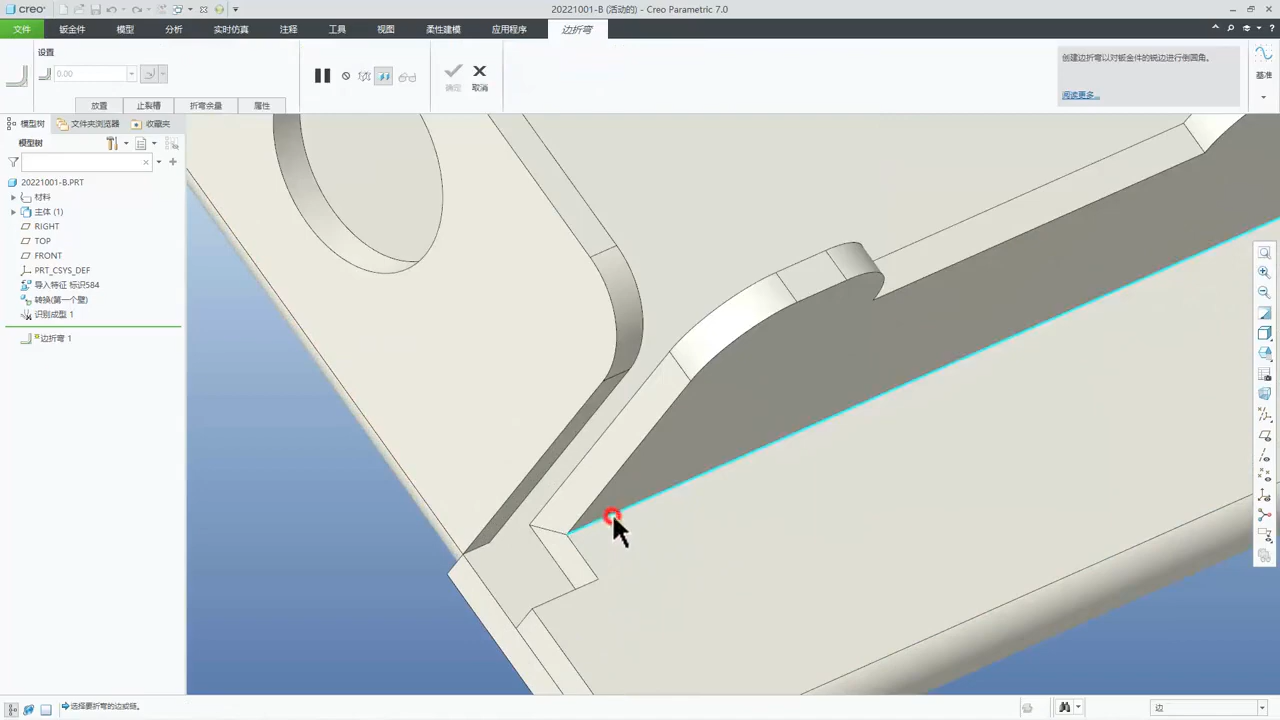 creo
20221001-B (活动的) - Creo Parametric 7.0
文件 钣金件 模型 分析 实时仿真 注释 工具 视图 柔性建模 应用程序 边折弯
设置
0.00
确定 取消
放置 止裂槽 折弯余量 属性
创建边折弯以对钣金件的锐边进行倒圆角。
阅读更多...
基准
模型树 文件夹浏览器 收藏夹
模型树
20221001-B.PRT
材料
主体 (1)
RIGHT
TOP
FRONT
PRT_CSYS_DEF
导入特征 标识584
转换(第一个壁)
识别成型 1
边折弯 1
选择要折弯的边或链。
边